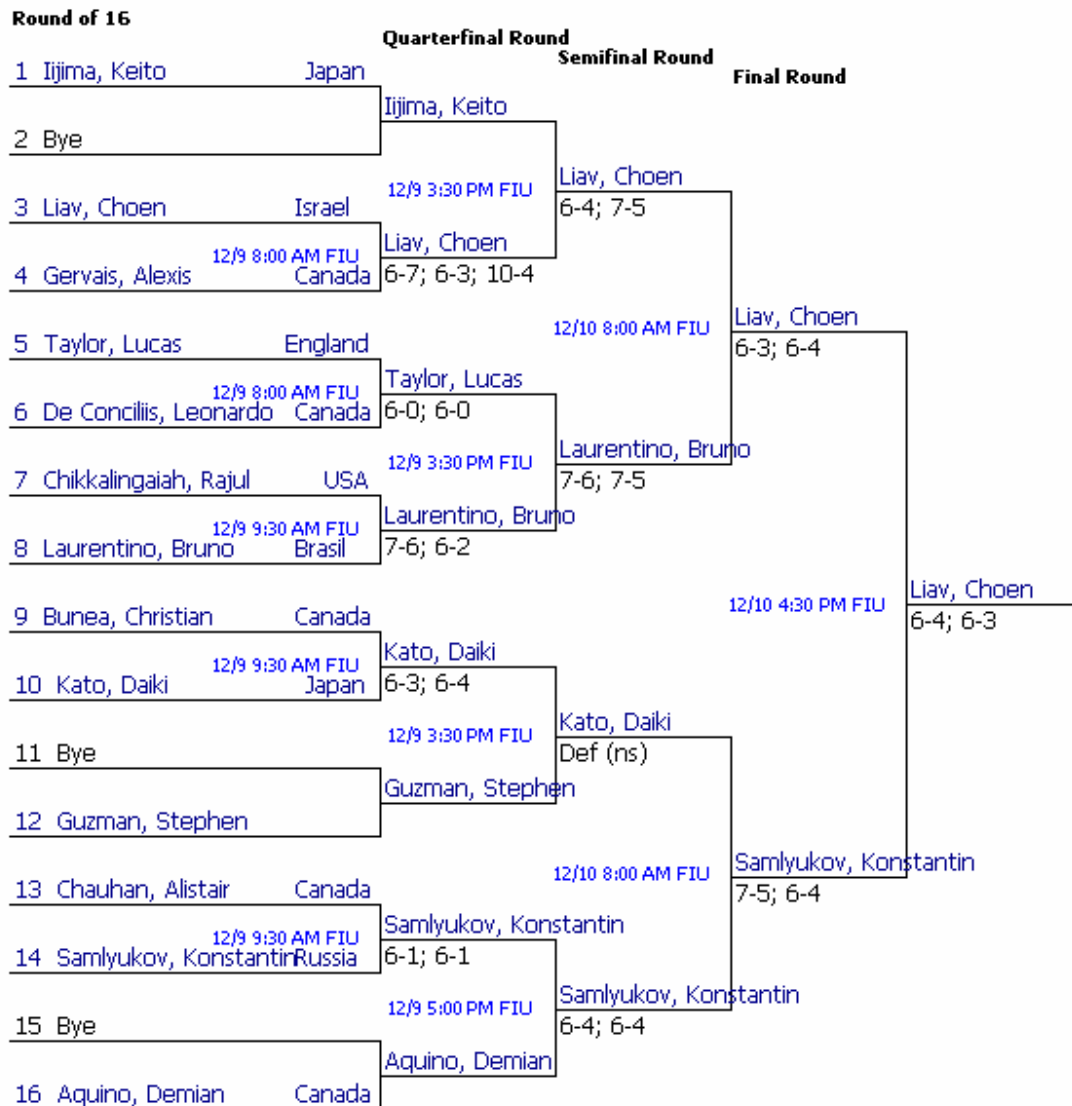 Round of 16
Quarterfinal Round
Semifinal Round
Final Round
1 Iijima, Keito Japan
Iijima, Keito
2 Bye
12/9 3:30 PM FIU
Liav, Choen
6-4; 7-5
3 Liav, Choen Israel
12/9 8:00 AM FIU
Liav, Choen
6-7; 6-3; 10-4
4 Gervais, Alexis Canada
12/10 8:00 AM FIU
Liav, Choen
6-3; 6-4
5 Taylor, Lucas England
12/9 8:00 AM FIU
Taylor, Lucas
6-0; 6-0
6 De Conciliis, Leonardo Canada
12/9 3:30 PM FIU
Laurentino, Bruno
7-6; 7-5
7 Chikkalingaiah, Rajul USA
12/9 9:30 AM FIU
Laurentino, Bruno
7-6; 6-2
8 Laurentino, Bruno Brasil
12/10 4:30 PM FIU
Liav, Choen
6-4; 6-3
9 Bunea, Christian Canada
12/9 9:30 AM FIU
Kato, Daiki
6-3; 6-4
10 Kato, Daiki Japan
12/9 3:30 PM FIU
Kato, Daiki
Def (ns)
11 Bye
Guzman, Stephen
12 Guzman, Stephen
12/10 8:00 AM FIU
Samlyukov, Konstantin
7-5; 6-4
13 Chauhan, Alistair Canada
12/9 9:30 AM FIU
Samlyukov, Konstantin
6-1; 6-1
14 Samlyukov, Konstantin Russia
12/9 5:00 PM FIU
Samlyukov, Konstantin
6-4; 6-4
15 Bye
Aquino, Demian
16 Aquino, Demian Canada